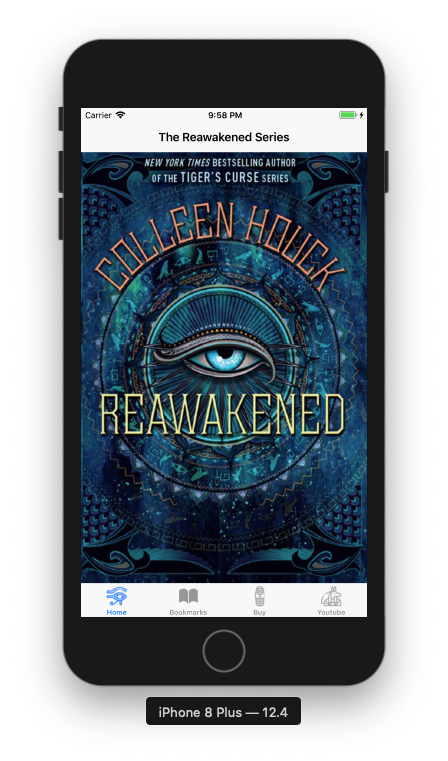 Carrier
9:58 PM
The Reawakened Series
NEW YORK TIMES BESTSELLING AUTHOR
OF THE TIGER'S CURSE SERIES
COLLEEN HOUCK
REAWAKENED
Home
Bookmarks
Buy
Youtube
iPhone 8 Plus — 12.4